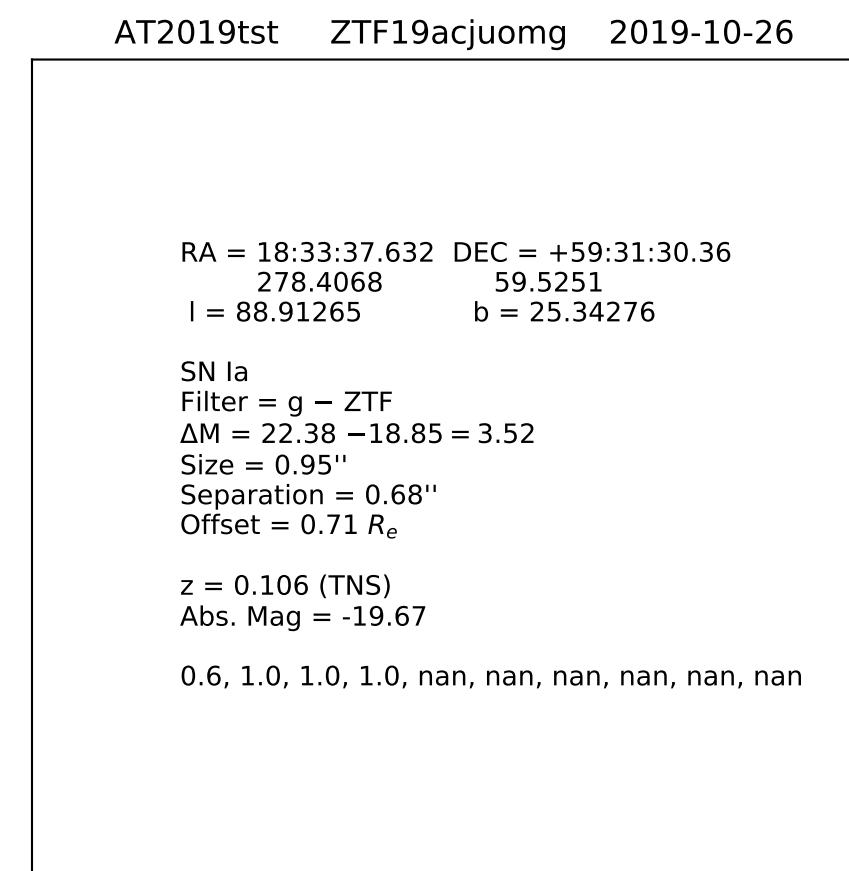 AT2019tst ZTF19acjuomg 2019-10-26
RA = 18:33:37.632 DEC = +59:31:30.36
278.4068 59.5251
l = 88.91265 b = 25.34276
SN Ia
Filter = g − ZTF
ΔM = 22.38 −18.85 = 3.52
Size = 0.95''
Separation = 0.68''
Offset = 0.71 Re
z = 0.106 (TNS)
Abs. Mag = -19.67
0.6, 1.0, 1.0, 1.0, nan, nan, nan, nan, nan, nan